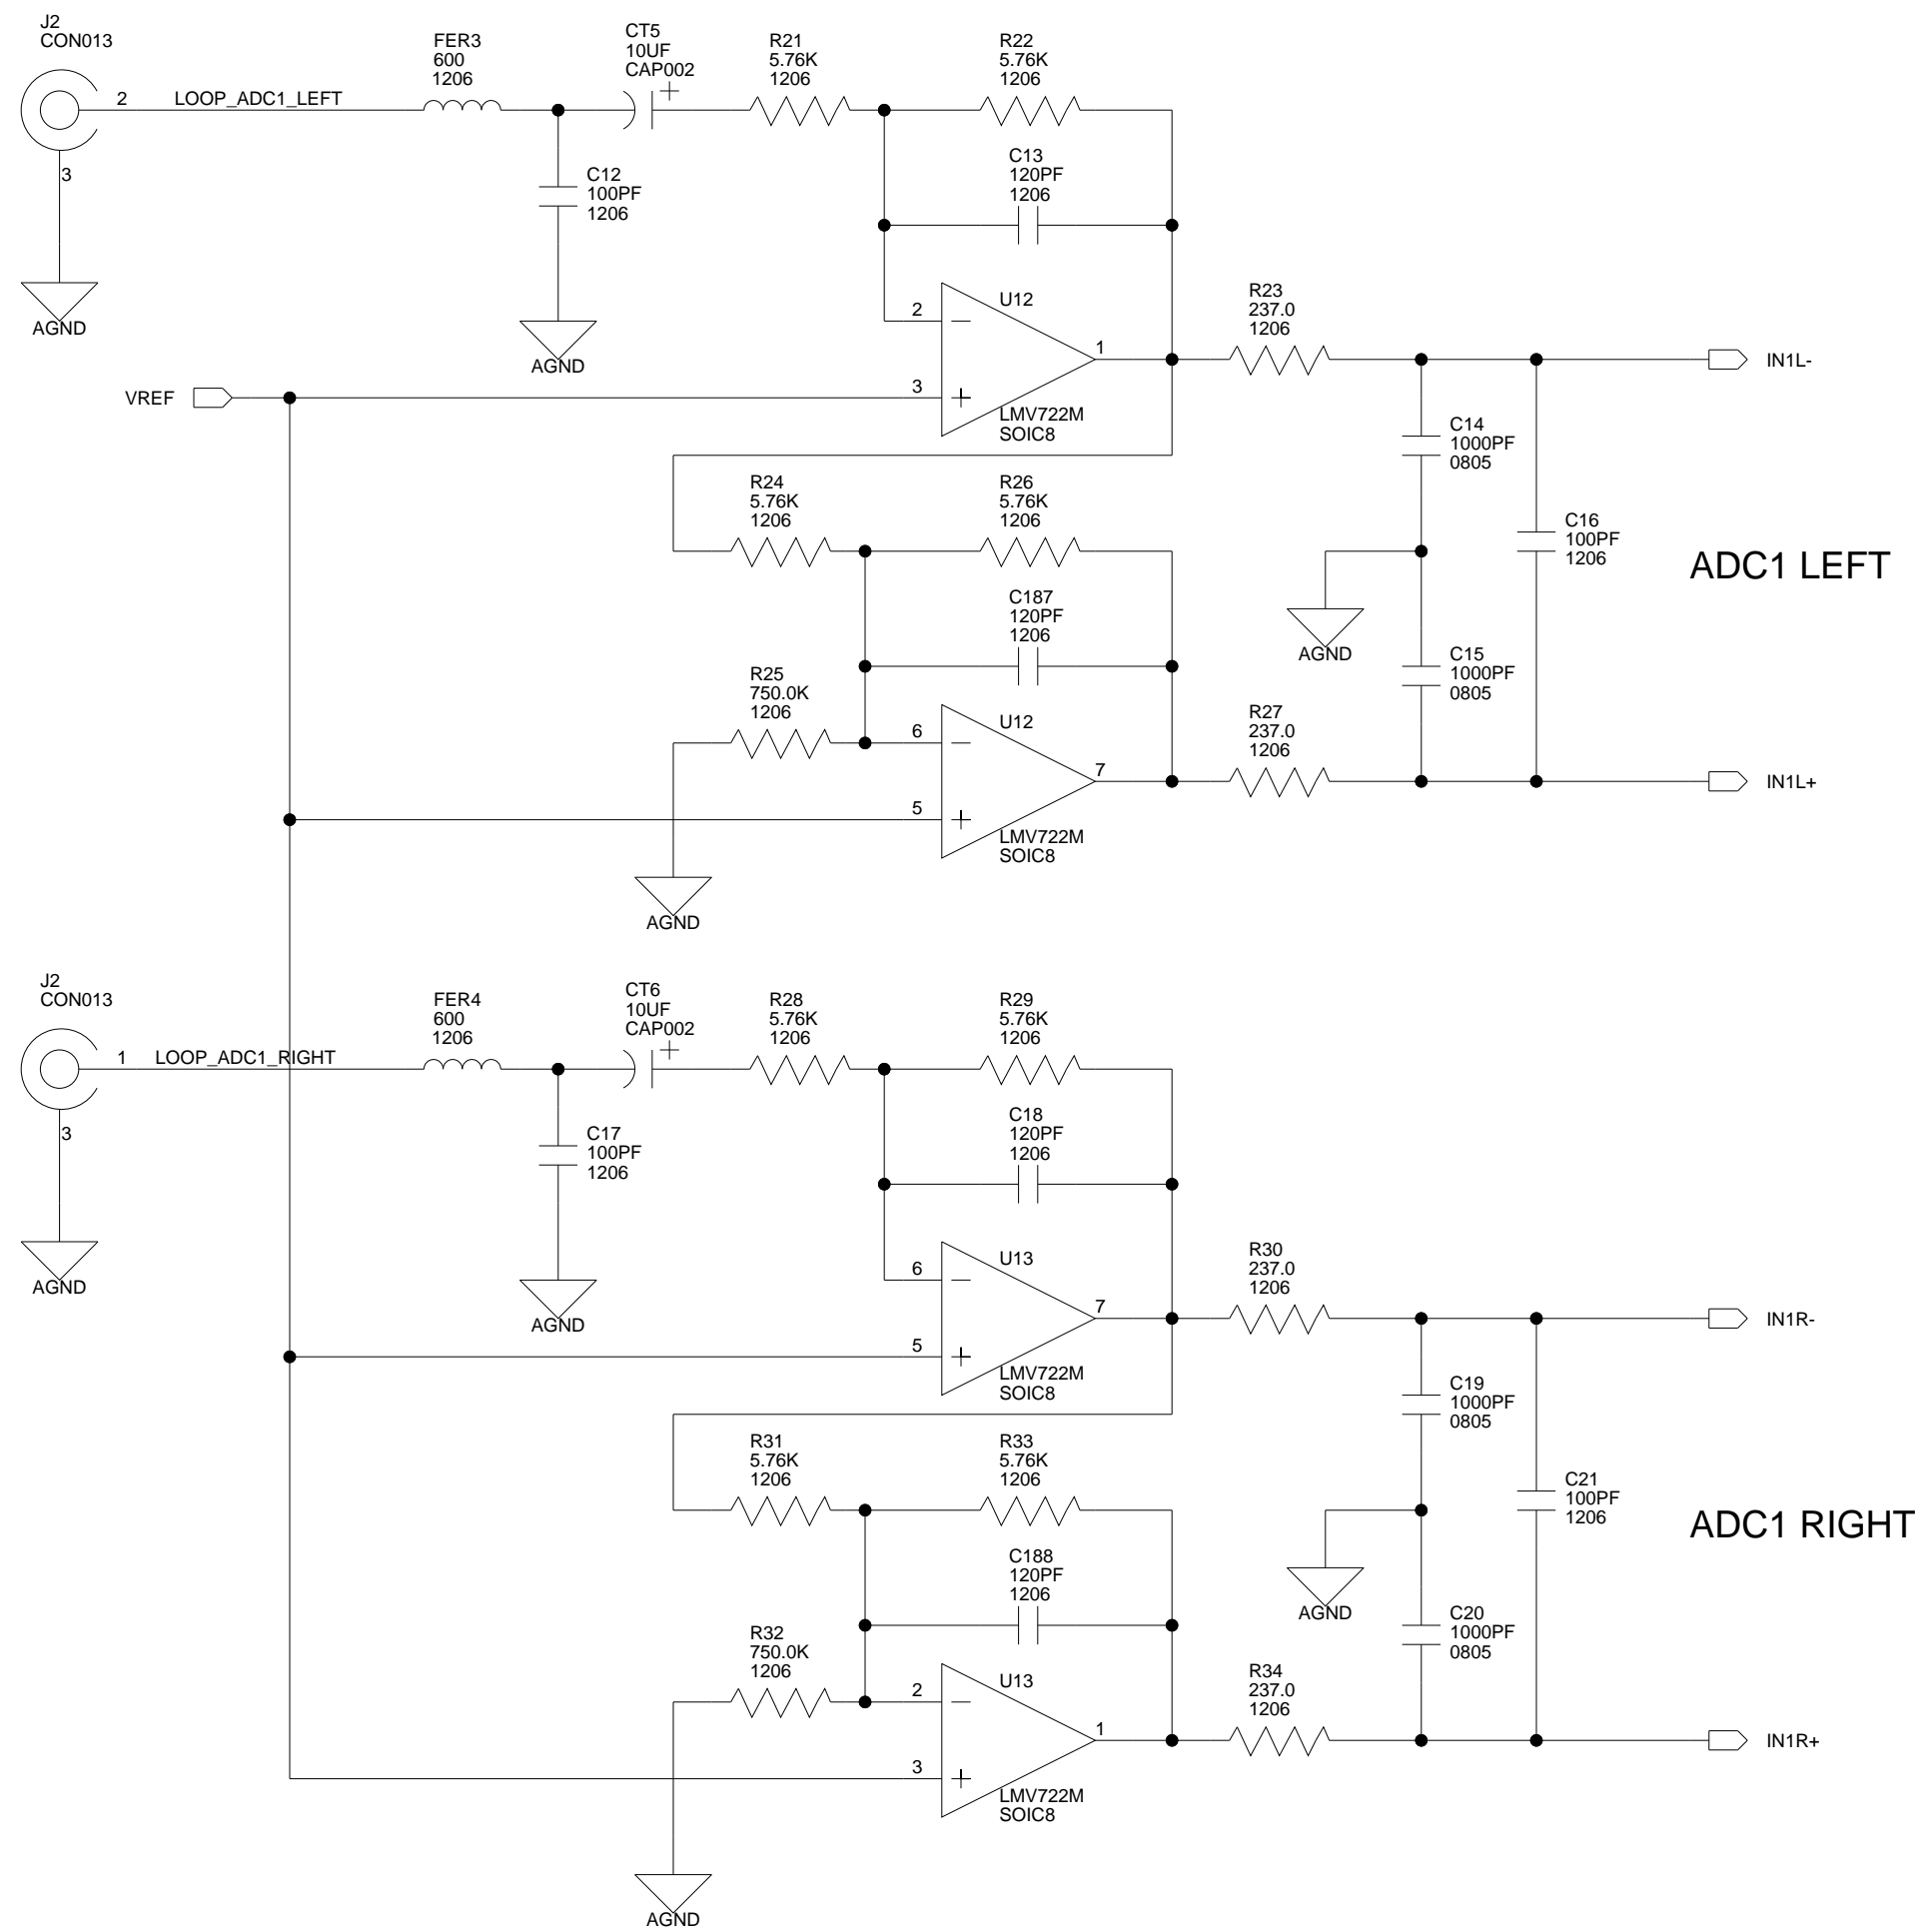 J2
CON013
FER3
600
1206
CT5
10UF
CAP002
+
R21
5.76K
1206
R22
5.76K
1206
2
LOOP_ADC1_LEFT
3
AGND
C12
100PF
1206
AGND
C13
120PF
1206
U12
2
3
1
LMV722M
SOIC8
R23
237.0
1206
IN1L-
VREF
C14
1000PF
0805
R24
5.76K
1206
R26
5.76K
1206
C16
100PF
1206
ADC1 LEFT
C187
120PF
1206
AGND
C15
1000PF
0805
R25
750.0K
1206
U12
6
5
7
LMV722M
SOIC8
R27
237.0
1206
IN1L+
AGND
J2
CON013
FER4
600
1206
CT6
10UF
CAP002
+
R28
5.76K
1206
R29
5.76K
1206
1
LOOP_ADC1_RIGHT
3
AGND
C17
100PF
1206
AGND
C18
120PF
1206
U13
6
5
7
LMV722M
SOIC8
R30
237.0
1206
IN1R-
C19
1000PF
0805
R31
5.76K
1206
R33
5.76K
1206
C21
100PF
1206
ADC1 RIGHT
C188
120PF
1206
AGND
C20
1000PF
0805
R32
750.0K
1206
U13
2
3
1
LMV722M
SOIC8
R34
237.0
1206
IN1R+
AGND